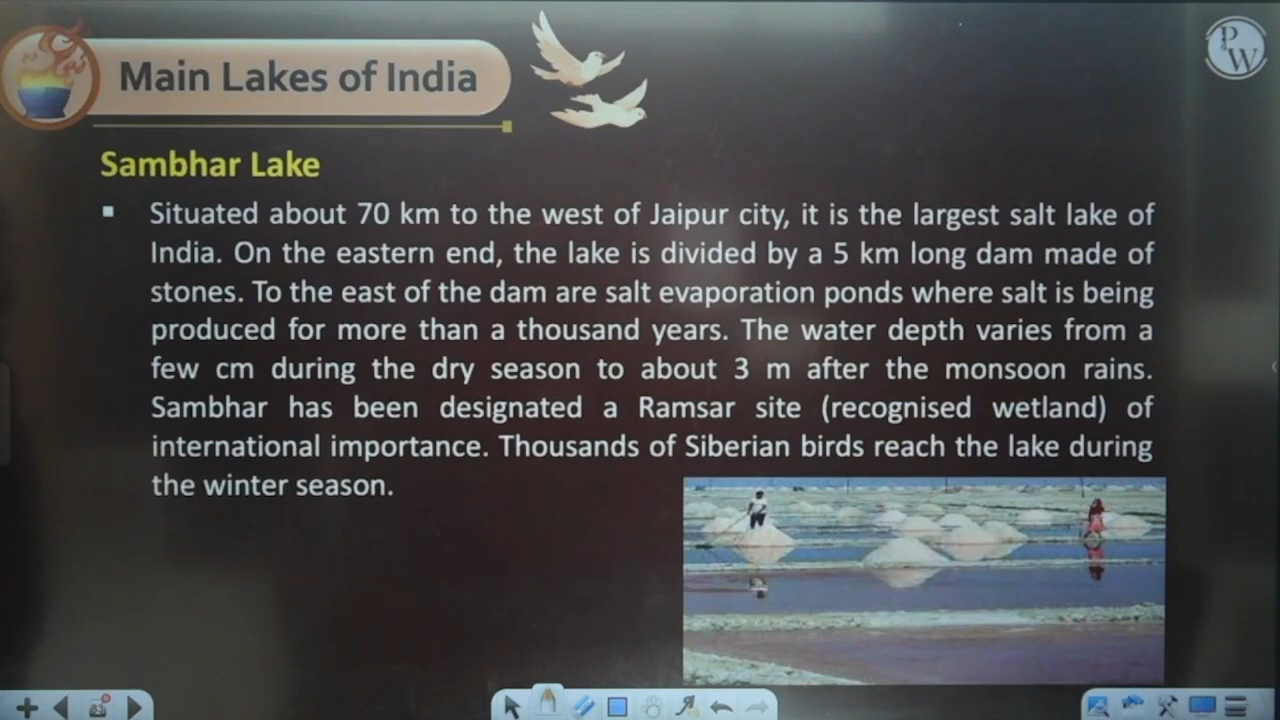 Main Lakes of India
PW
Sambhar Lake
▪ Situated about 70 km to the west of Jaipur city, it is the largest salt lake of
India. On the eastern end, the lake is divided by a 5 km long dam made of
stones. To the east of the dam are salt evaporation ponds where salt is being
produced for more than a thousand years. The water depth varies from a
few cm during the dry season to about 3 m after the monsoon rains.
Sambhar has been designated a Ramsar site (recognised wetland) of
international importance. Thousands of Siberian birds reach the lake during
the winter season.